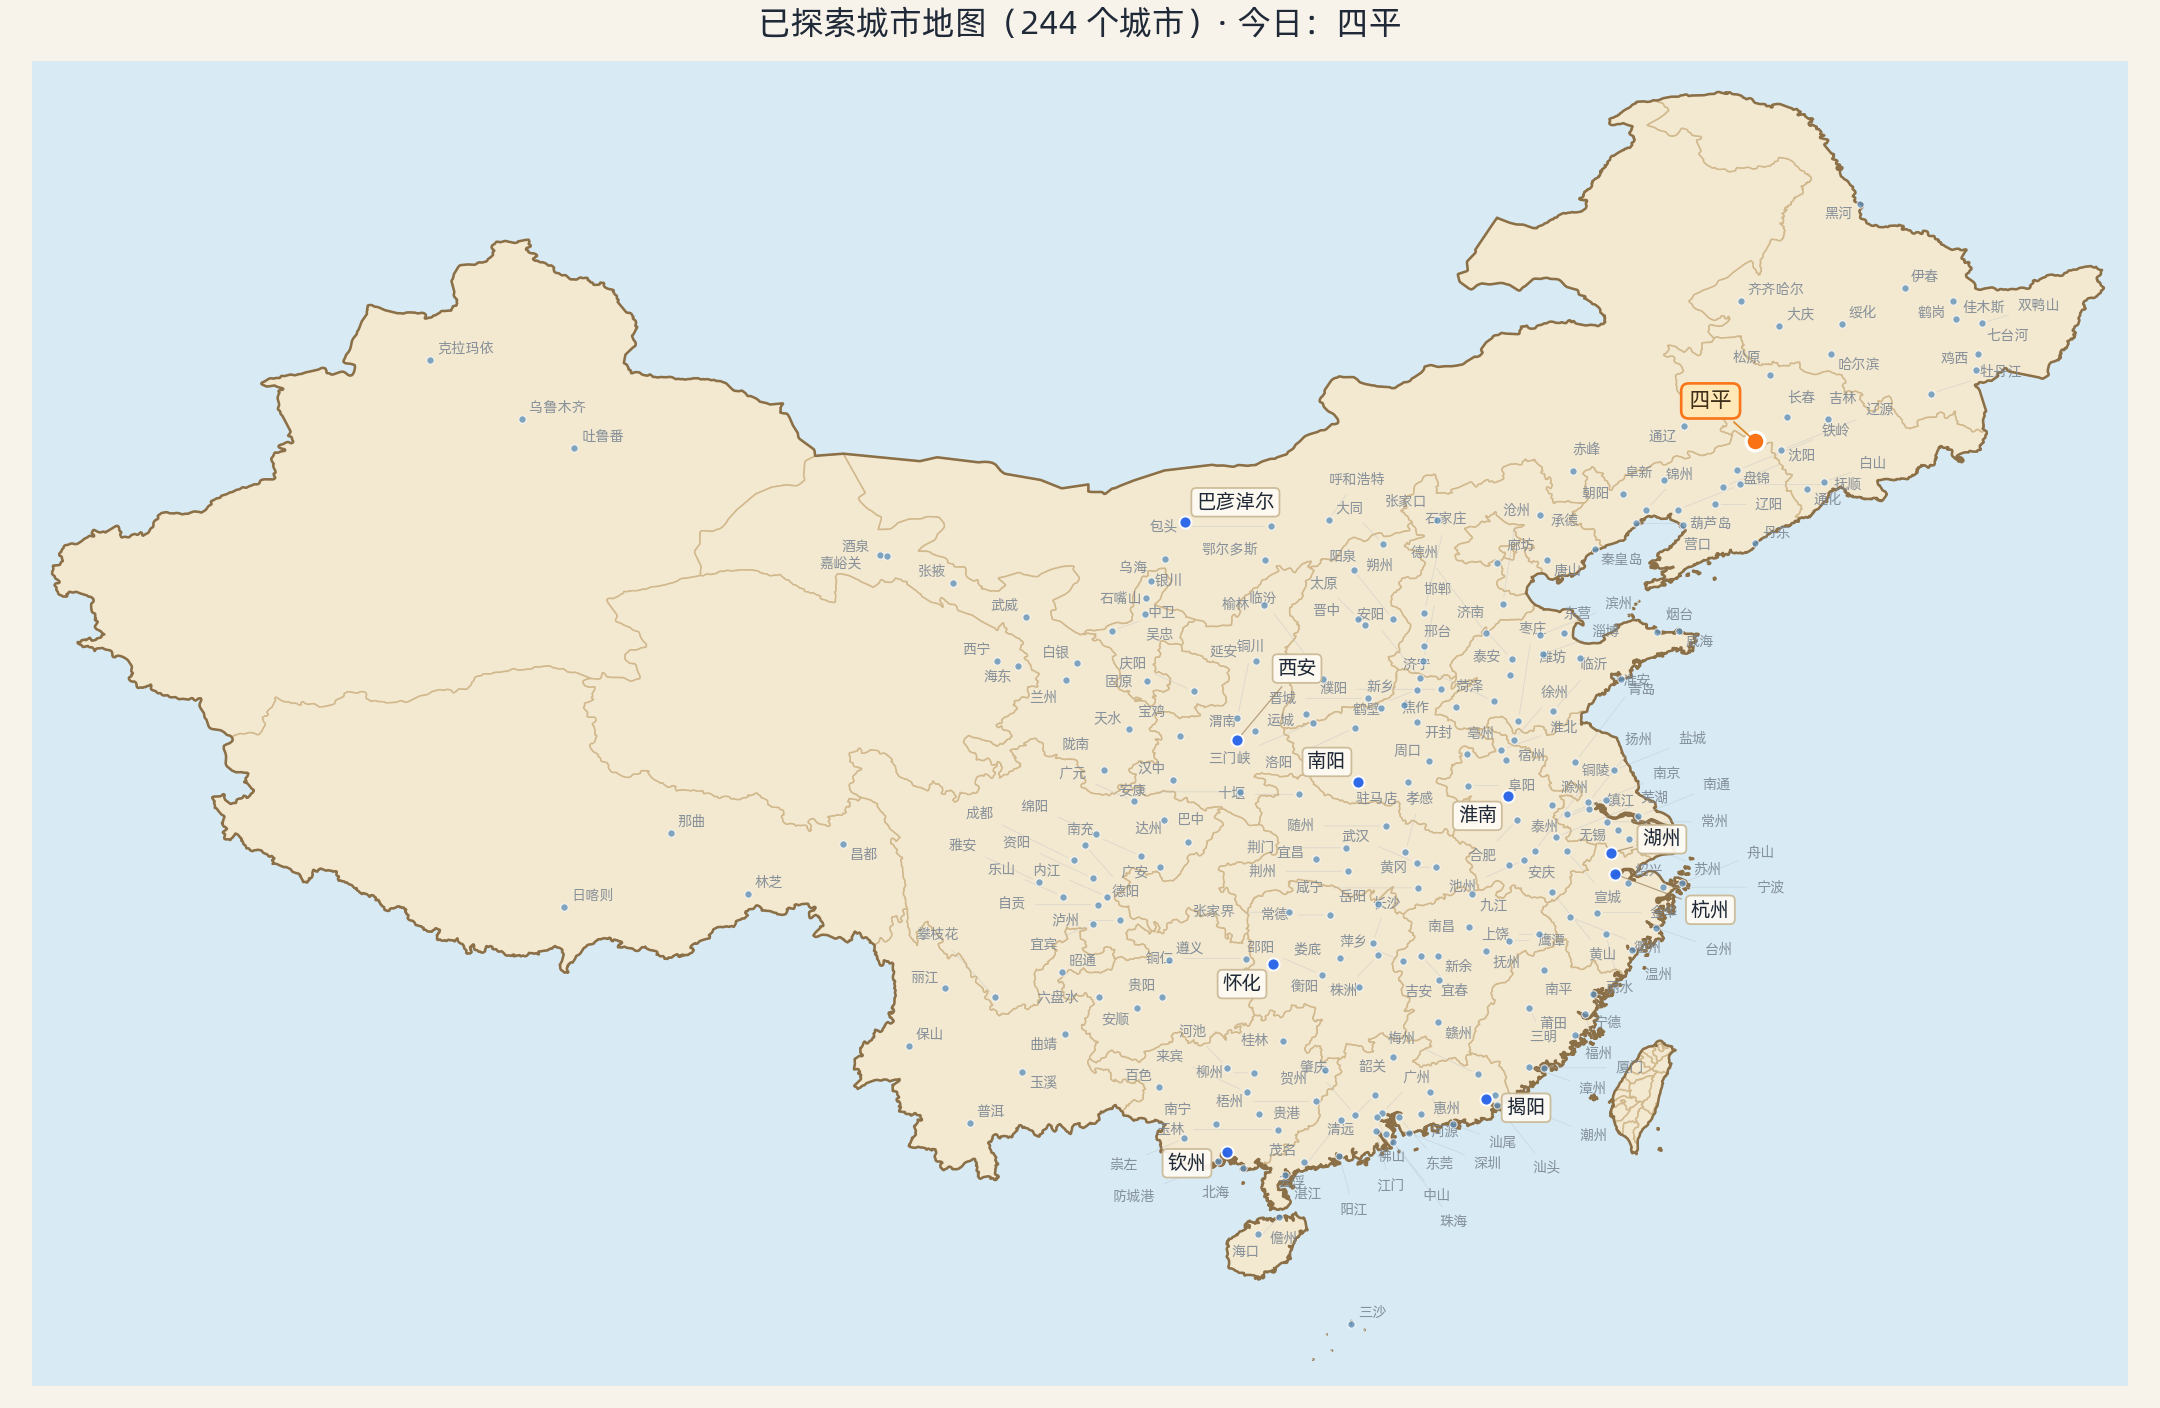 已探索城市地图（244 个城市）· 今日：四平
黑河
伊春
齐齐哈尔
双鸭山
佳木斯
鹤岗
绥化
大庆
七台河
克拉玛依
松原
鸡西
哈尔滨
牡丹江
四平
长春
吉林
乌鲁木齐
辽源
铁岭
吐鲁番
通辽
赤峰
沈阳
白山
阜新
锦州
呼和浩特
盘锦
抚顺
朝阳
通化
巴彦淖尔
张家口
辽阳
大同
沧州
石家庄
承德
包头
葫芦岛
丹东
酒泉
鄂尔多斯
德州
廊坊
营口
阳泉
嘉峪关
朔州
秦皇岛
乌海
张掖
唐山
银川
太原
邯郸
石嘴山
榆林
临汾
滨州
武威
中卫
晋中
安阳
济南
东营
烟台
吴忠
邢台
枣庄
淄博
威海
西宁
白银
延安
铜川
泰安
潍坊
庆阳
西安
济宁
临沂
海东
固原
淮安
兰州
濮阳
新乡
菏泽
青岛
晋城
徐州
宝鸡
鹤壁
焦作
天水
渭南
运城
淮北
开封
亳州
陇南
周口
宿州
扬州
盐城
三门峡
洛阳
南阳
广元
汉中
铜陵
南京
安康
十堰
阜阳
滁州
南通
驻马店
孝感
镇江
芜湖
绵阳
成都
淮南
那曲
巴中
常州
南充
达州
随州
武汉
泰州
无锡
湖州
资阳
雅安
荆门
宜昌
合肥
舟山
昌都
乐山
内江
广安
荆州
黄冈
安庆
绍兴
苏州
林芝
德阳
咸宁
池州
宁波
日喀则
自贡
岳阳
长沙
九江
宣城
金华
杭州
泸州
张家界
常德
南昌
攀枝花
宜宾
遵义
邵阳
娄底
萍乡
上饶
鹰潭
台州
昭通
铜仁
新余
抚州
黄山
衢州
丽江
六盘水
贵阳
怀化
衡阳
株洲
吉安
宜春
南平
丽水
温州
安顺
保山
曲靖
河池
桂林
梅州
赣州
莆田
三明
宁德
来宾
福州
百色
柳州
贺州
肇庆
韶关
广州
厦门
玉溪
漳州
普洱
南宁
梧州
贵港
惠州
揭阳
玉林
清远
河源
汕尾
潮州
崇左
钦州
茂名
佛山
东莞
深圳
汕头
防城港
北海
湛江
阳江
江门
中山
珠海
海口
儋州
三沙